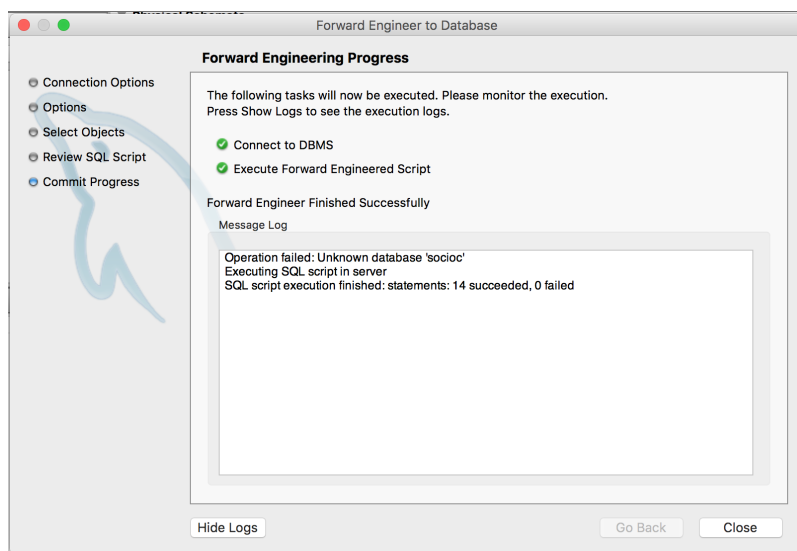 Forward Engineer to Database
Forward Engineering Progress
Connection Options
Options
Select Objects
Review SQL Script
Commit Progress
The following tasks will now be executed. Please monitor the execution.
Press Show Logs to see the execution logs.
Connect to DBMS
Execute Forward Engineered Script
Forward Engineer Finished Successfully
Message Log
Operation failed: Unknown database 'socioc'
Executing SQL script in server
SQL script execution finished: statements: 14 succeeded, 0 failed
Hide Logs
Go Back
Close